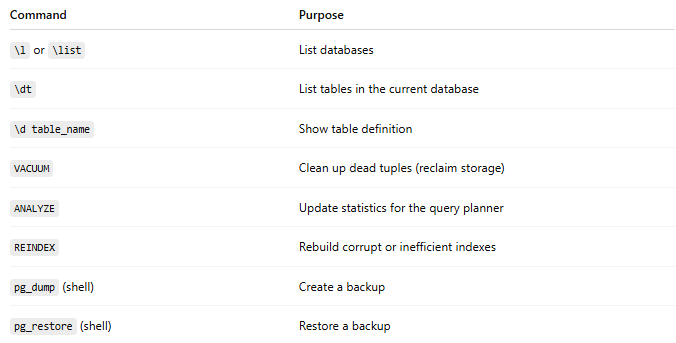 Command Purpose
\l or \list List databases
\dt List tables in the current database
\d table_name Show table definition
VACUUM Clean up dead tuples (reclaim storage)
ANALYZE Update statistics for the query planner
REINDEX Rebuild corrupt or inefficient indexes
pg_dump (shell) Create a backup
pg_restore (shell) Restore a backup